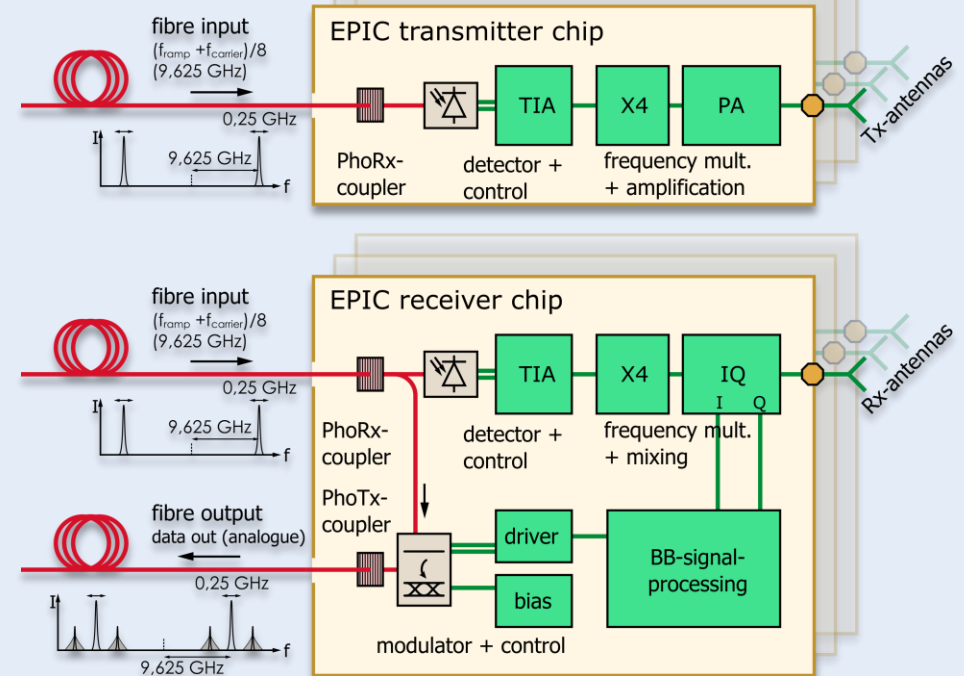 fibre input
(framp +fcarrier)/8
(9,625 GHz)
0,25 GHz
I
9,625 GHz
f
EPIC transmitter chip
TIA
X4
PA
PhoRx-
coupler
detector +
control
frequency mult.
+ amplification
Tx-antennas
fibre input
(framp +fcarrier)/8
(9,625 GHz)
0,25 GHz
I
9,625 GHz
f
EPIC receiver chip
TIA
X4
IQ
I Q
PhoRx-
coupler
detector +
control
frequency mult.
+ mixing
Rx-antennas
fibre output
data out (analogue)
0,25 GHz
I
9,625 GHz
f
PhoTx-
coupler
driver
bias
BB-signal-
processing
modulator + control